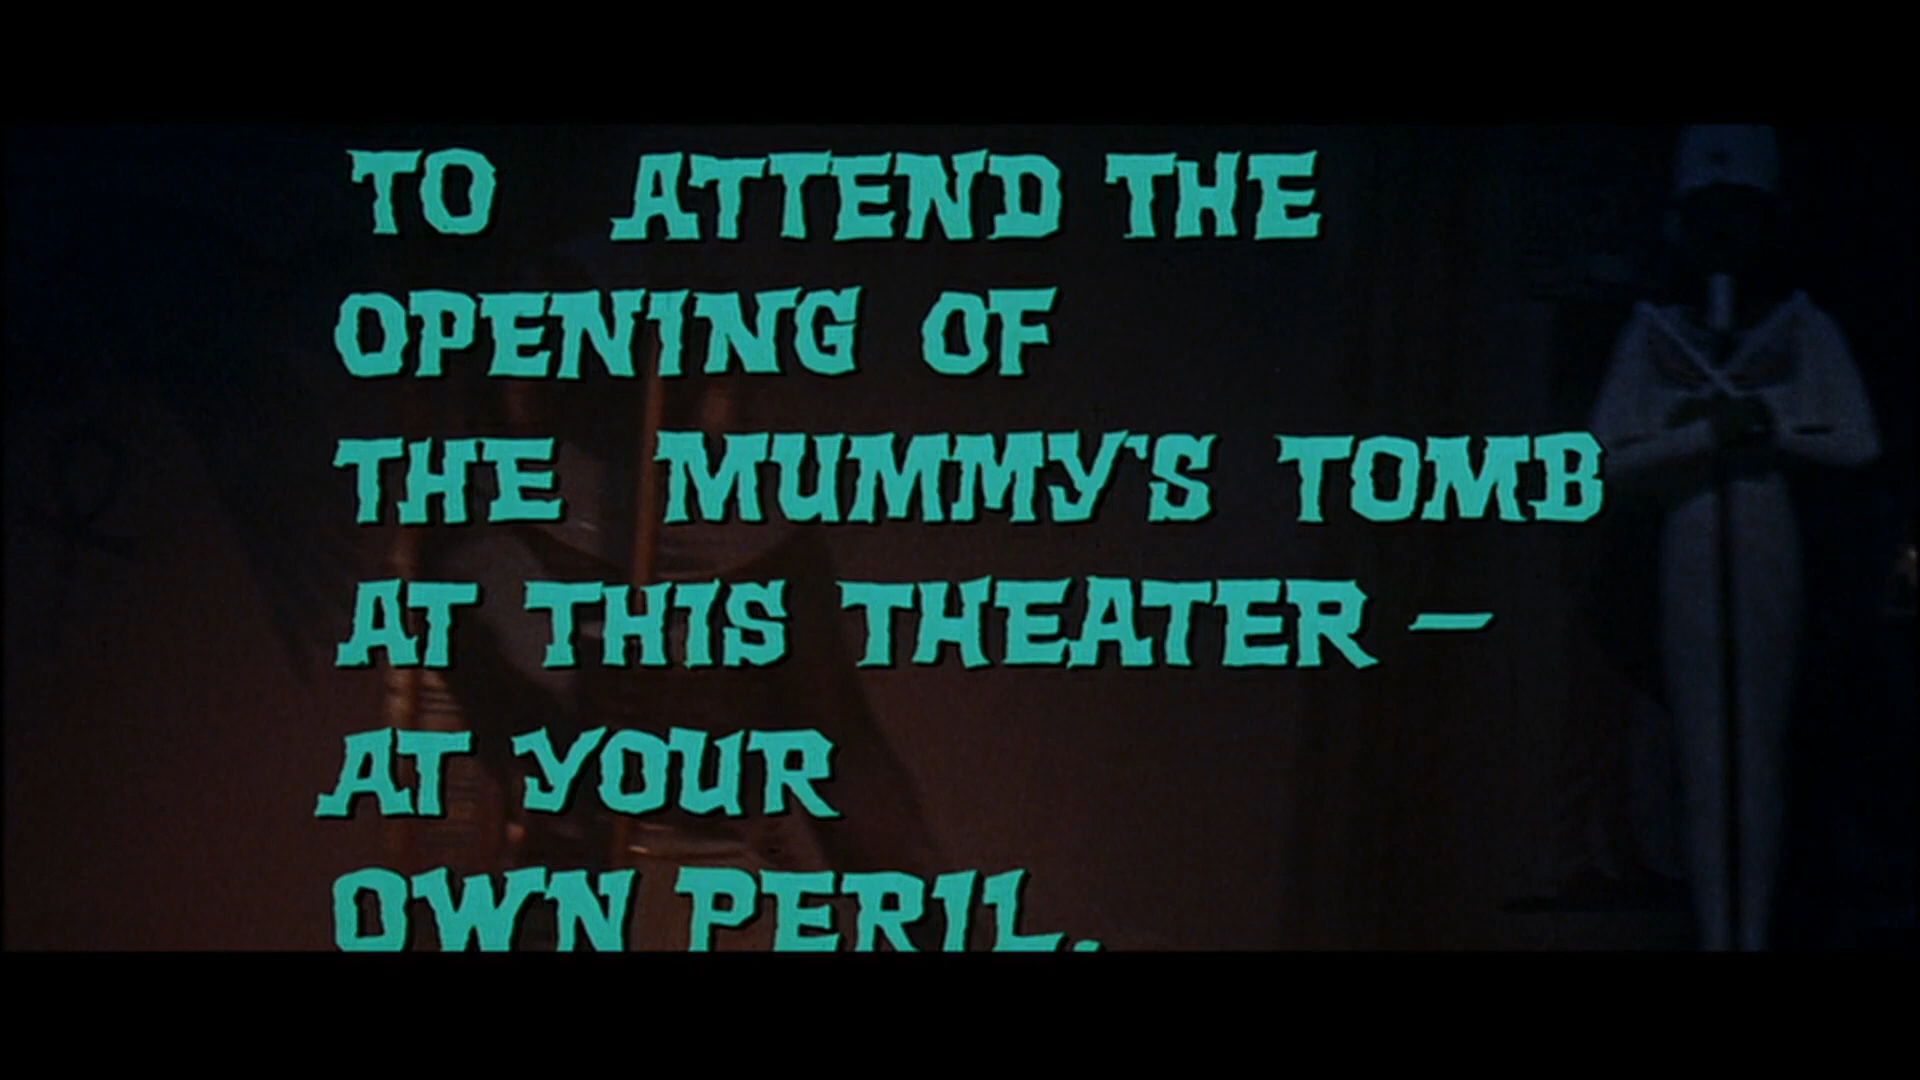 TO ATTEND THE
OPENING OF
THE MUMMY'S TOMB
AT THIS THEATER —
AT YOUR
OWN PERIL.